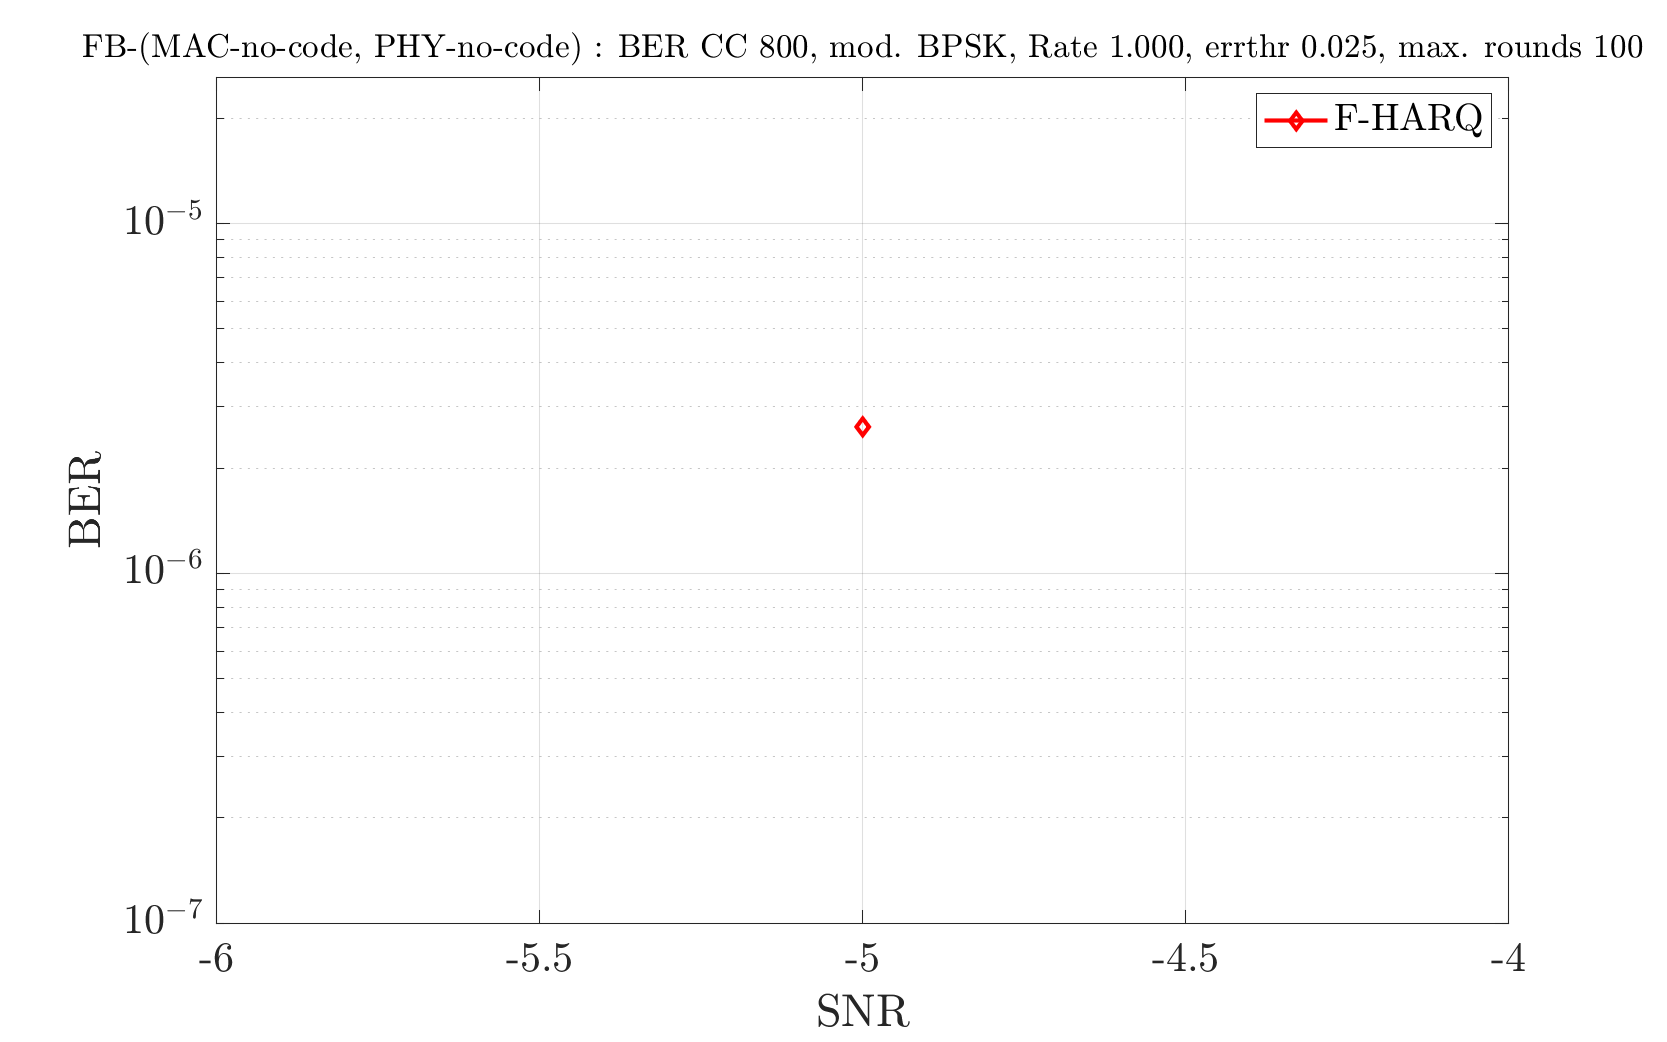 FB-(MAC-no-code, PHY-no-code) : BER CC 800, mod. BPSK, Rate 1.000, errthr 0.025, max. rounds 100
F-HARQ
10^{-5}
10^{-6}
10^{-7}
BER
-6 -5.5 -5 -4.5 -4
SNR